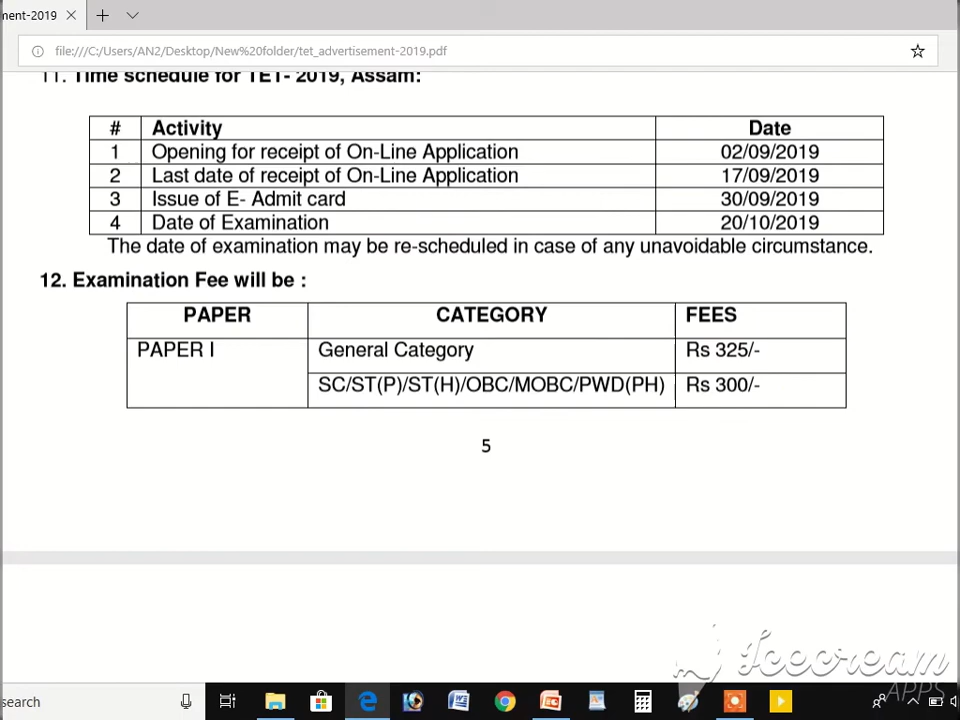 ment-2019
file:///C:/Users/AN2/Desktop/New%20folder/tet_advertisement-2019.pdf
11. Time schedule for TET- 2019, Assam:
# Activity Date
1 Opening for receipt of On-Line Application 02/09/2019
2 Last date of receipt of On-Line Application 17/09/2019
3 Issue of E- Admit card 30/09/2019
4 Date of Examination 20/10/2019
The date of examination may be re-scheduled in case of any unavoidable circumstance.
12. Examination Fee will be :
PAPER CATEGORY FEES
PAPER I General Category Rs 325/-
SC/ST(P)/ST(H)/OBC/MOBC/PWD(PH) Rs 300/-
5
Icecream
APPS
search